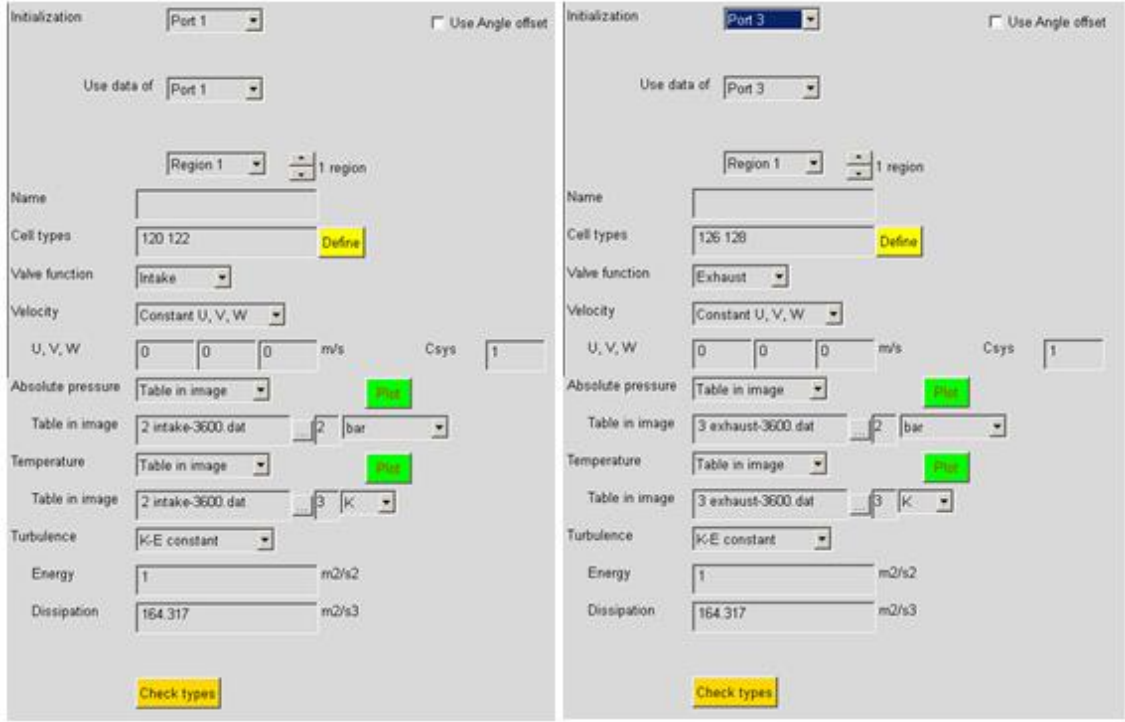 Initialization Port 1 Use Angle offset
Use data of Port 1
Region 1 1 region
Name
Cell types 120 122 Define
Valve function Intake
Velocity Constant U, V, W
U, V, W 0 0 0 m/s Csys 1
Absolute pressure Table in image Plot
Table in image 2 intake-3600.dat ... 2 bar
Temperature Table in image Plot
Table in image 2 intake-3600.dat ... 3 K
Turbulence K-E constant
Energy 1 m2/s2
Dissipation 164.317 m2/s3
Check types
Initialization Port 3 Use Angle offset
Use data of Port 3
Region 1 1 region
Name
Cell types 126 128 Define
Valve function Exhaust
Velocity Constant U, V, W
U, V, W 0 0 0 m/s Csys 1
Absolute pressure Table in image Plot
Table in image 3 exhaust-3600.dat ... 2 bar
Temperature Table in image Plot
Table in image 3 exhaust-3600.dat ... 3 K
Turbulence K-E constant
Energy 1 m2/s2
Dissipation 164.317 m2/s3
Check types